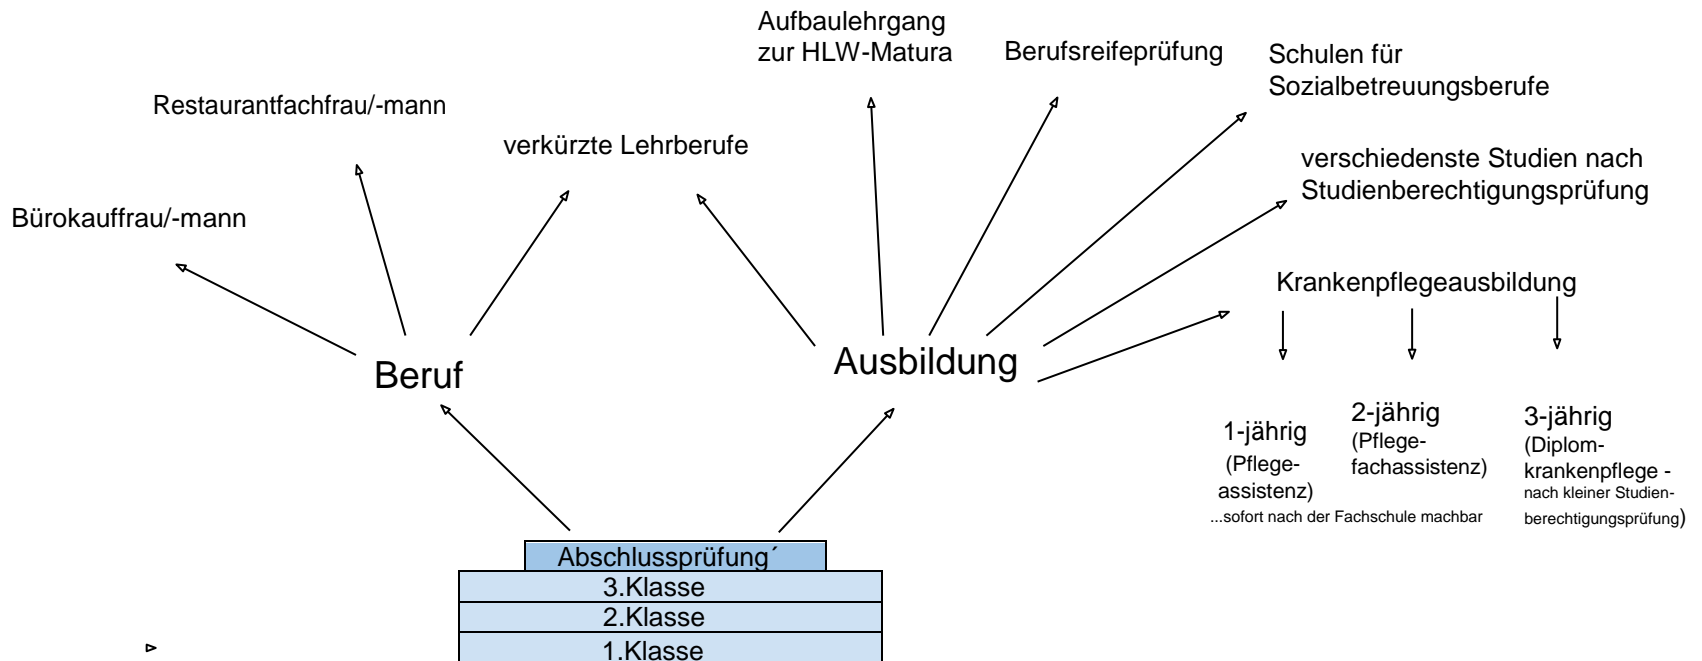 Aufbaulehrgang
zur HLW-Matura
Berufsreifeprüfung
Schulen für
Sozialbetreuungsberufe
Restaurantfachfrau/-mann
verkürzte Lehrberufe
verschiedenste Studien nach
Studienberechtigungsprüfung
Bürokauffrau/-mann
Krankenpflegeausbildung
Beruf
Ausbildung
1-jährig
(Pflege-
assistenz)
2-jährig
(Pflege-
fachassistenz)
3-jährig
(Diplom-
krankenpflege -
nach kleiner Studien-
berechtigungsprüfung)
...sofort nach der Fachschule machbar
Abschlussprüfung´
3.Klasse
2.Klasse
1.Klasse